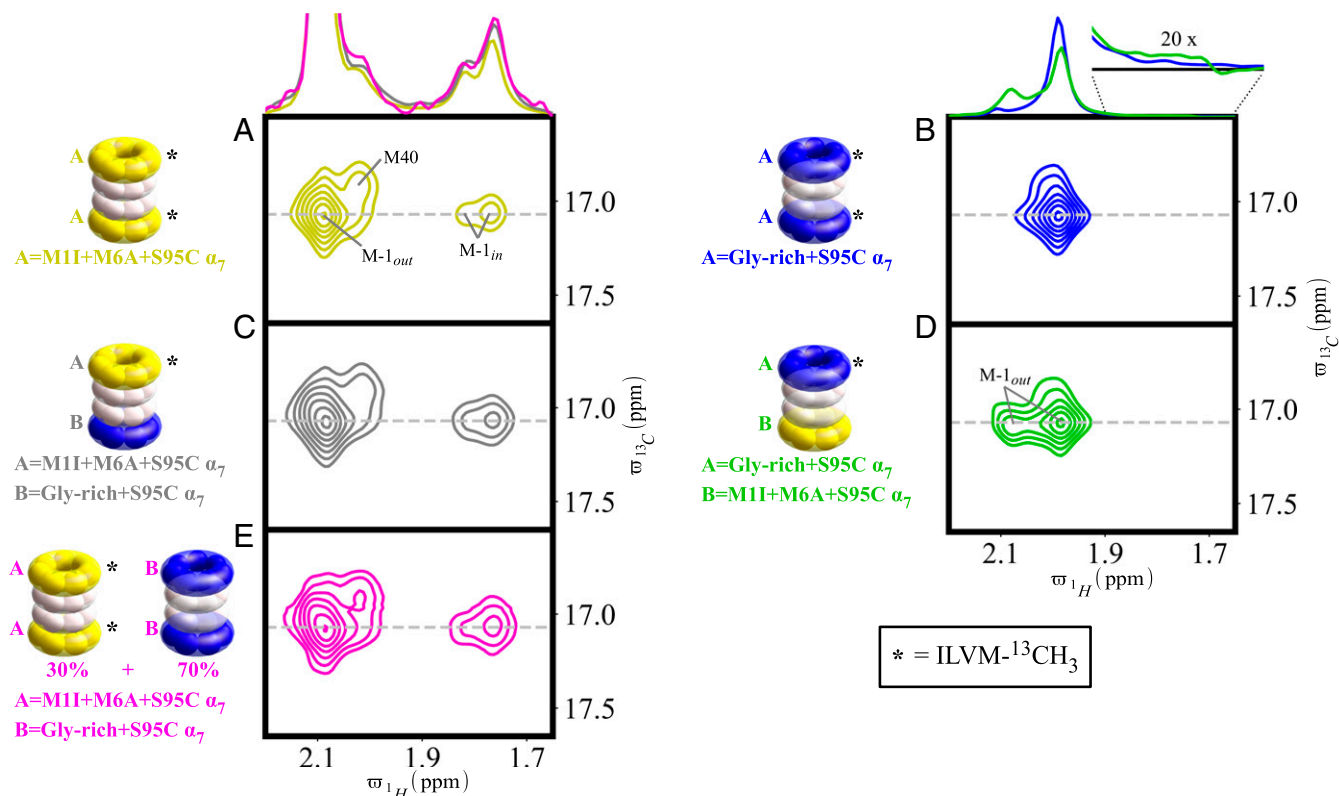 A
A *
A *
A=M1I+M6A+S95C α7
M40
M-1out
M-1in
17.0
17.5
B
20 x
A *
A *
A=Gly-rich+S95C α7
17.0
17.5
ϖ13C (ppm)
C
A *
B
A=M1I+M6A+S95C α7
B=Gly-rich+S95C α7
17.0
17.5
ϖ13C (ppm)
D
A *
B
A=Gly-rich+S95C α7
B=M1I+M6A+S95C α7
M-1out
17.0
17.5
2.1 1.9 1.7
ϖ1H (ppm)
E
A * B
A * B
30% + 70%
A=M1I+M6A+S95C α7
B=Gly-rich+S95C α7
17.0
17.5
2.1 1.9 1.7
ϖ1H (ppm)
* = ILVM-13CH3